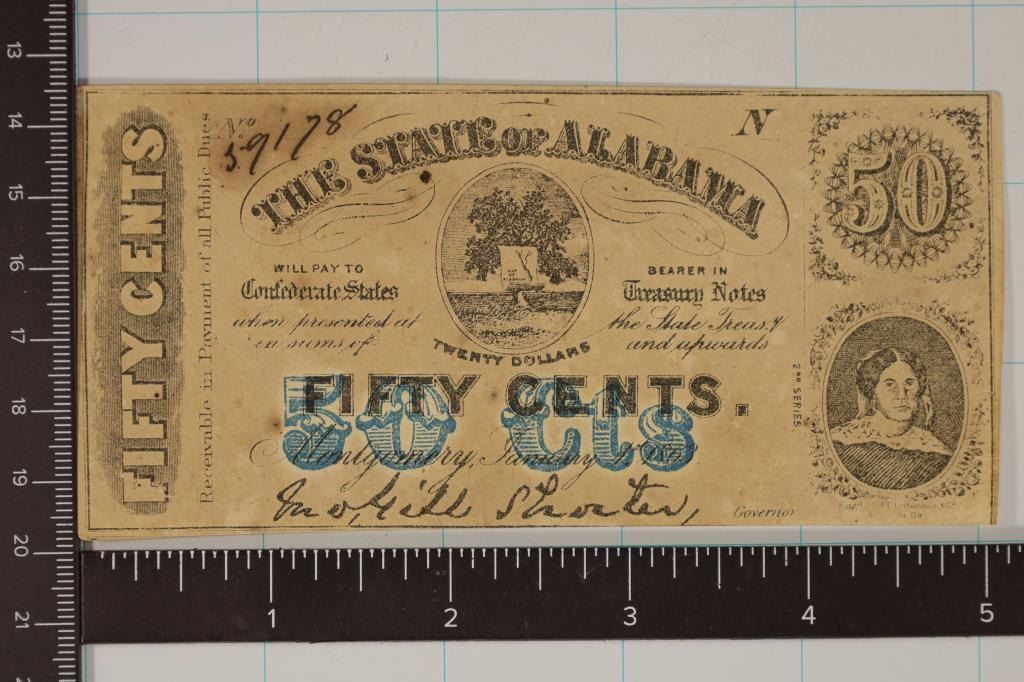 FIFTY CENTS
Receivable in Payment of all Public Dues
Nro 59178
N
THE STATE OF ALABAMA
50
WILL PAY TO
Confederate States
when presented at
in sums of
BEARER IN
Treasury Notes
the State Treas.y
and upwards
TWENTY DOLLARS
FIFTY CENTS.
50 Cts
Montgomery, January 1st 1863
Jno, Gill Shorter,
Governor
2ND SERIES.
13
14
15
16
17
18
19
20
21
1
2
3
4
5